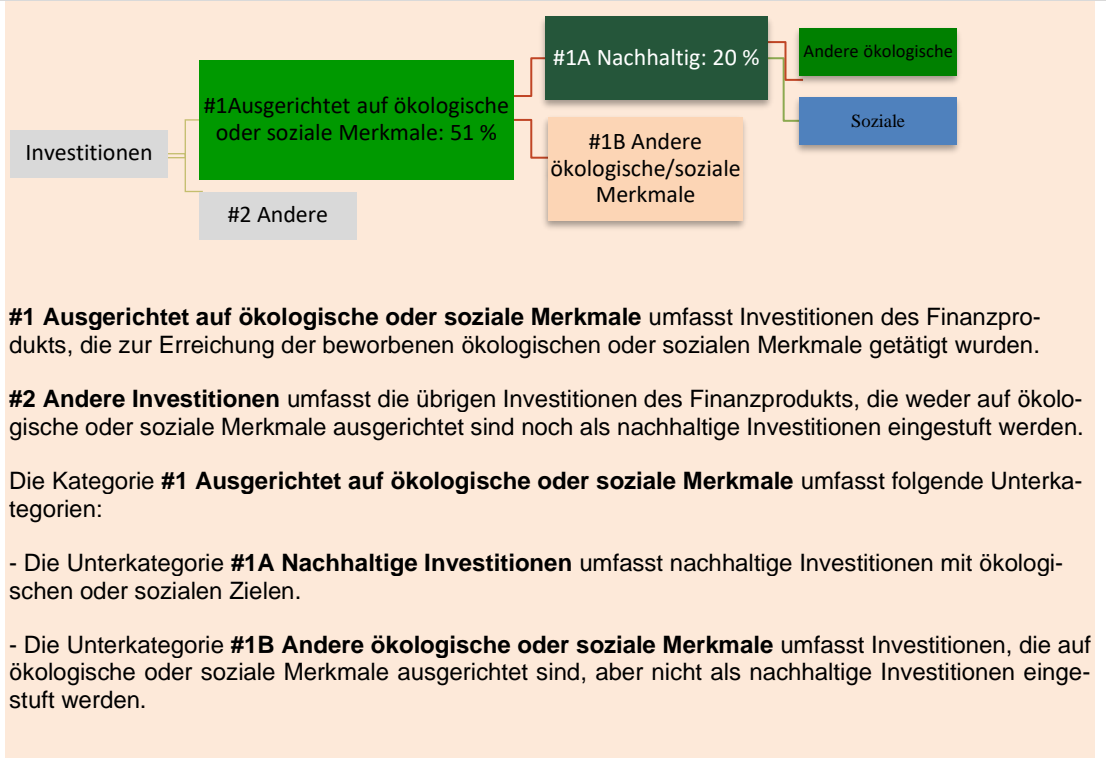 Investitionen
#1Ausgerichtet auf ökologische
oder soziale Merkmale: 51 %
#2 Andere
#1A Nachhaltig: 20 %
#1B Andere
ökologische/soziale
Merkmale
Andere ökologische
Soziale
#1 Ausgerichtet auf ökologische oder soziale Merkmale umfasst Investitionen des Finanzpro-
dukts, die zur Erreichung der beworbenen ökologischen oder sozialen Merkmale getätigt wurden.
#2 Andere Investitionen umfasst die übrigen Investitionen des Finanzprodukts, die weder auf ökolo-
gische oder soziale Merkmale ausgerichtet sind noch als nachhaltige Investitionen eingestuft werden.
Die Kategorie #1 Ausgerichtet auf ökologische oder soziale Merkmale umfasst folgende Unterka-
tegorien:
- Die Unterkategorie #1A Nachhaltige Investitionen umfasst nachhaltige Investitionen mit ökologi-
schen oder sozialen Zielen.
- Die Unterkategorie #1B Andere ökologische oder soziale Merkmale umfasst Investitionen, die auf
ökologische oder soziale Merkmale ausgerichtet sind, aber nicht als nachhaltige Investitionen einge-
stuft werden.